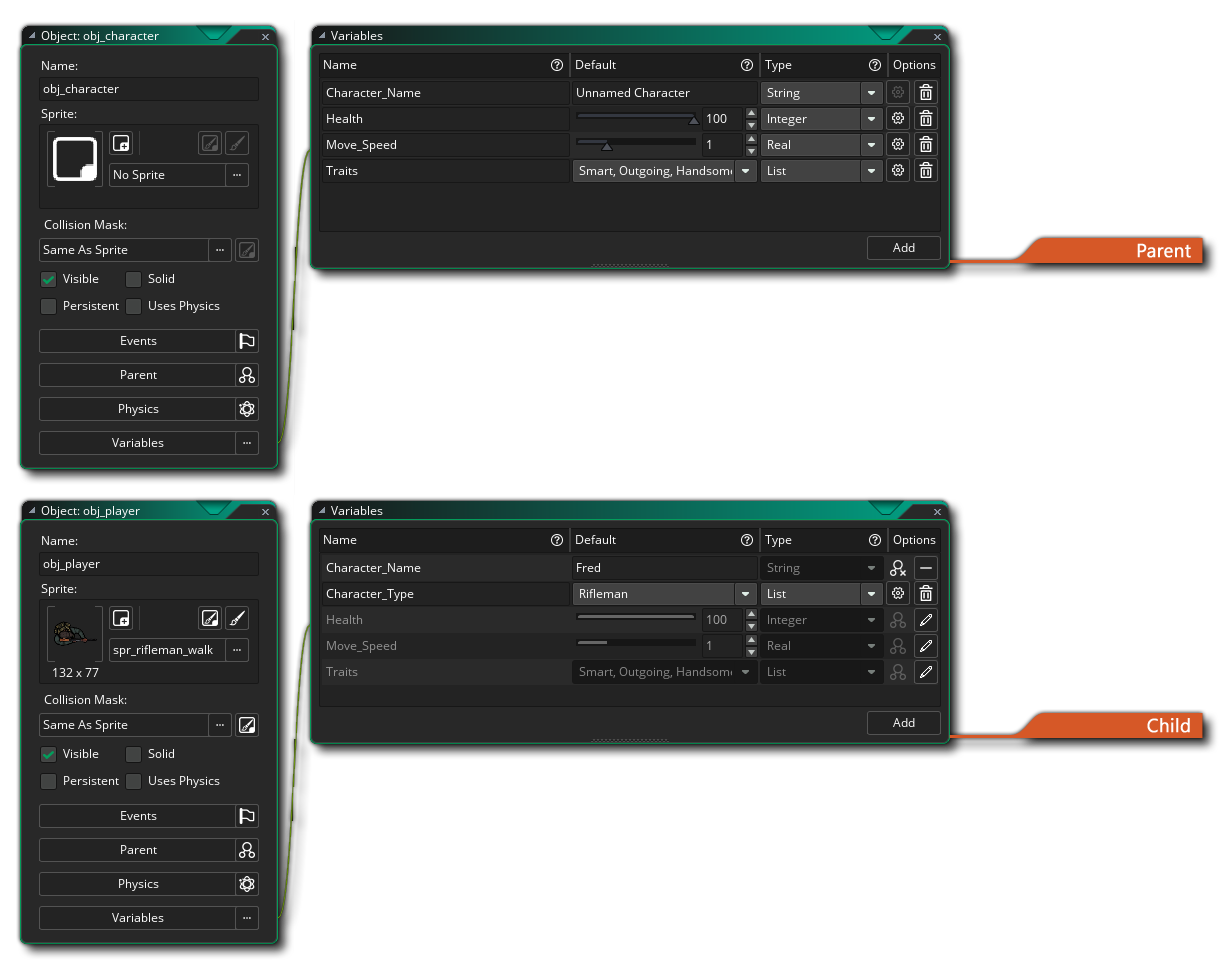 Object: obj_character
Name:
obj_character
Sprite:
No Sprite
Collision Mask:
Same As Sprite
Visible Solid
Persistent Uses Physics
Events
Parent
Physics
Variables
Variables
Name Default Type Options
Character_Name Unnamed Character String
Health 100 Integer
Move_Speed 1 Real
Traits Smart, Outgoing, Handsom List
Add
Parent
Object: obj_player
Name:
obj_player
Sprite:
spr_rifleman_walk
132 x 77
Collision Mask:
Same As Sprite
Visible Solid
Persistent Uses Physics
Events
Parent
Physics
Variables
Variables
Name Default Type Options
Character_Name Fred String
Character_Type Rifleman List
Health 100 Integer
Move_Speed 1 Real
Traits Smart, Outgoing, Handsom List
Add
Child